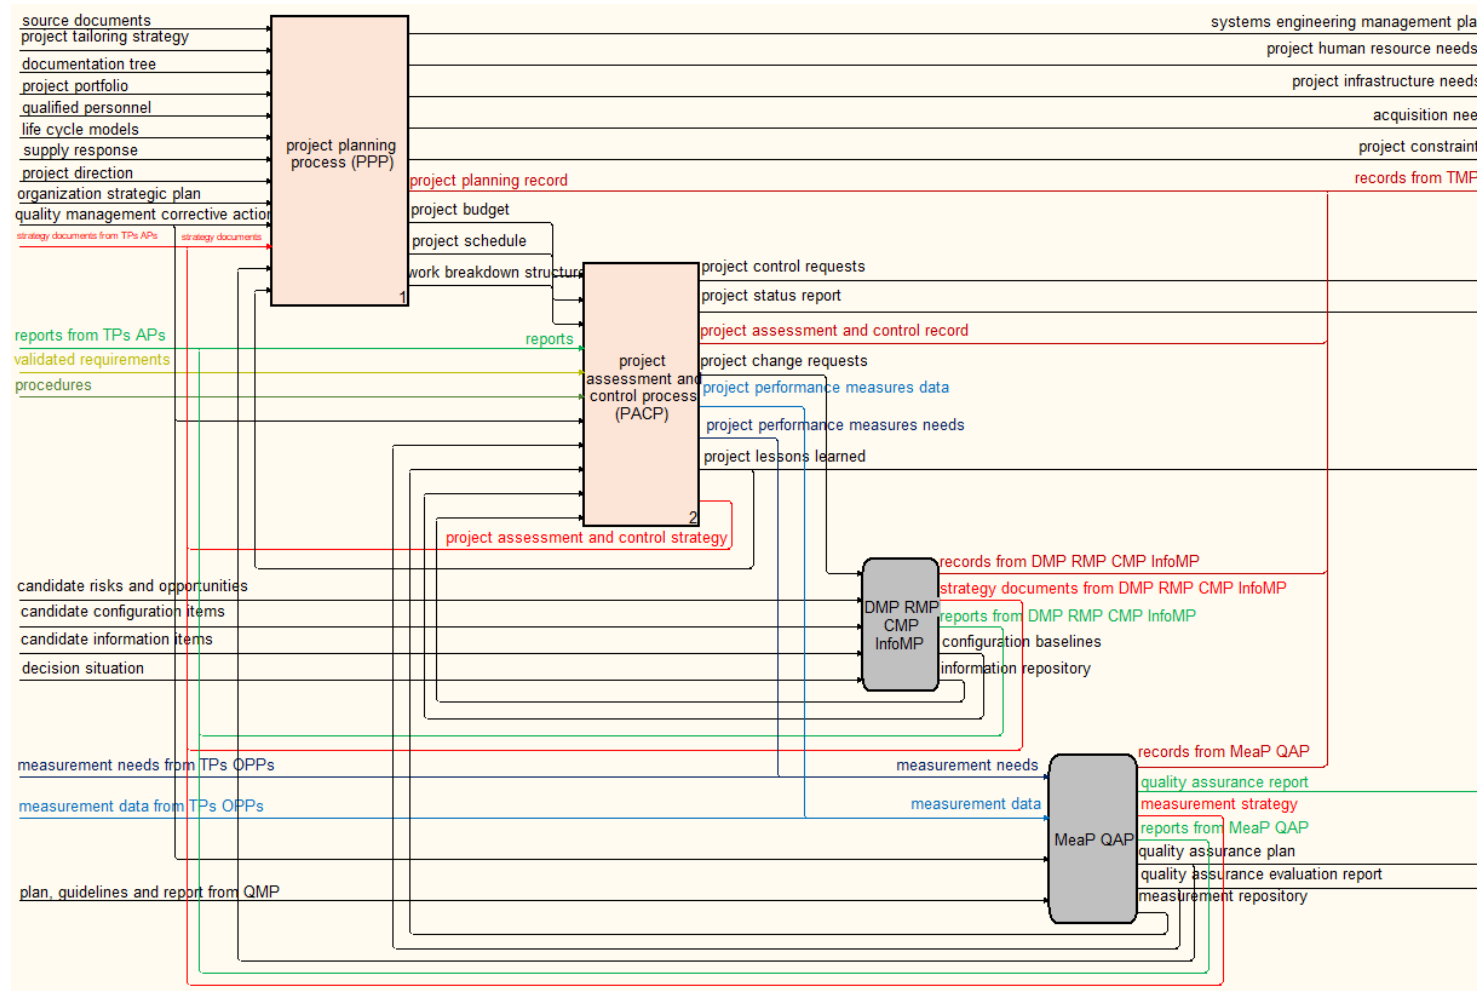 source documents
project tailoring strategy
documentation tree
project portfolio
qualified personnel
life cycle models
supply response
project direction
organization strategic plan
quality management corrective action
strategy documents from TPs APs
strategy documents
project planning
process (PPP)
1
systems engineering management pla
project human resource needs
project infrastructure needs
acquisition nee
project constraint
project planning record
records from TMP
project budget
project schedule
work breakdown structure
reports from TPs APs
reports
validated requirements
procedures
project
assessment and
control process
(PACP)
2
project control requests
project status report
project assessment and control record
project change requests
project performance measures data
project performance measures needs
project lessons learned
project assessment and control strategy
candidate risks and opportunities
candidate configuration items
candidate information items
decision situation
DMP RMP
CMP
InfoMP
records from DMP RMP CMP InfoMP
strategy documents from DMP RMP CMP InfoMP
reports from DMP RMP CMP InfoMP
configuration baselines
information repository
measurement needs from TPs OPPs
measurement needs
measurement data from TPs OPPs
measurement data
plan, guidelines and report from QMP
MeaP QAP
records from MeaP QAP
quality assurance report
measurement strategy
reports from MeaP QAP
quality assurance plan
quality assurance evaluation report
measurement repository